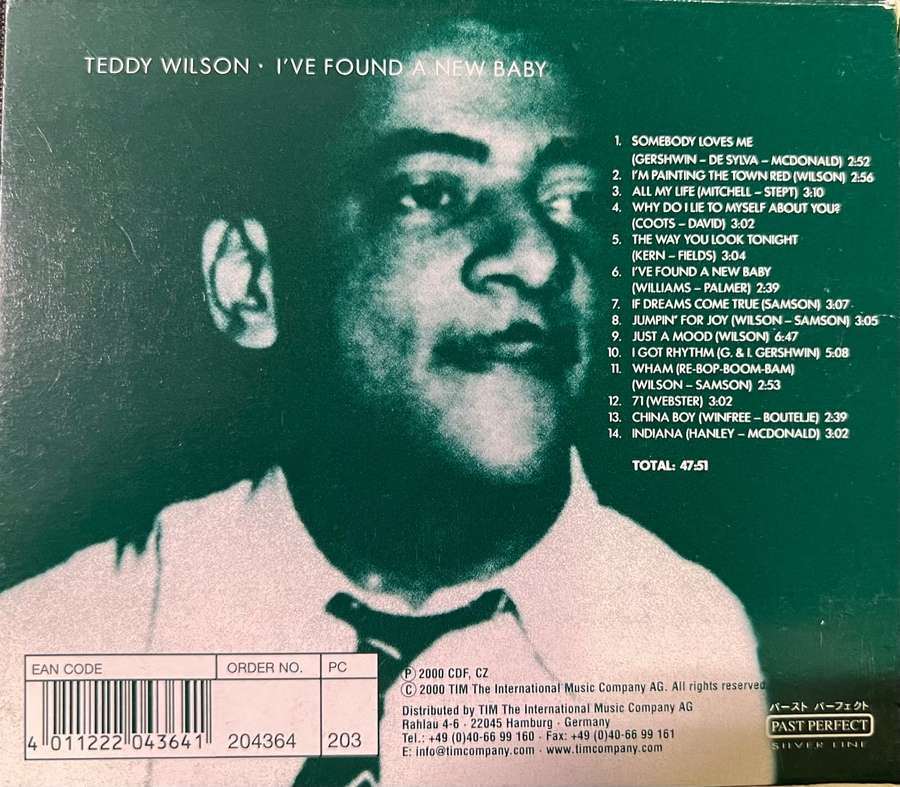 TEDDY WILSON · I'VE FOUND A NEW BABY
1. SOMEBODY LOVES ME
(GERSHWIN – DE SYLVA – MCDONALD) 2:52
2. I'M PAINTING THE TOWN RED (WILSON) 2:56
3. ALL MY LIFE (MITCHELL – STEPT) 3:10
4. WHY DO I LIE TO MYSELF ABOUT YOU?
(COOTS – DAVID) 3:02
5. THE WAY YOU LOOK TONIGHT
(KERN – FIELDS) 3:04
6. I'VE FOUND A NEW BABY
(WILLIAMS – PALMER) 2:39
7. IF DREAMS COME TRUE (SAMSON) 3:07
8. JUMPIN' FOR JOY (WILSON – SAMSON) 3:05
9. JUST A MOOD (WILSON) 6:47
10. I GOT RHYTHM (G. & I. GERSHWIN) 5:08
11. WHAM (RE-BOP-BOOM-BAM)
(WILSON – SAMSON) 2:53
12. 71 (WEBSTER) 3:02
13. CHINA BOY (WINFREE – BOUTELJE) 2:39
14. INDIANA (HANLEY – MCDONALD) 3:02
TOTAL: 47:51
EAN CODE
ORDER NO.
PC
4 011222 043641
204364
203
Ⓟ 2000 CDF, CZ
© 2000 TIM The International Music Company AG. All rights reserved
Distributed by TIM The International Music Company AG
Rahlau 4-6 · 22045 Hamburg · Germany
Tel.: +49 (0)40-66 99 160 · Fax: +49 (0)40-66 99 161
E: info@timcompany.com · www.timcompany.com
パースト パーフェクト
PAST PERFECT
SILVER LINE